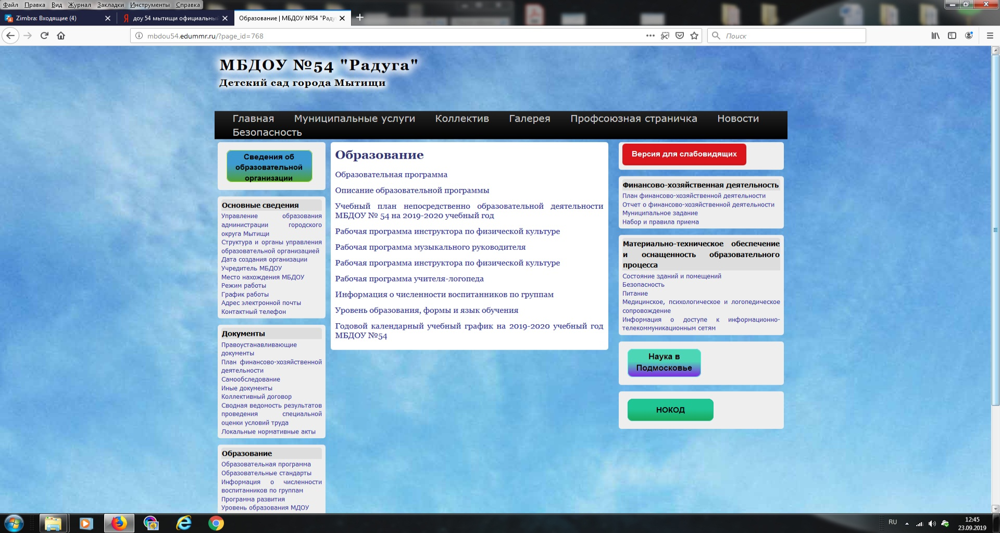 Файл Правка Вид Журнал Закладки Инструменты Справка
Zimbra: Входящие (4)
доу 54 мытищи официальный
Образование | МБДОУ №54 "Раду
mbdou54.edummr.ru/?page_id=768
Поиск
МБДОУ №54 "Радуга"
Детский сад города Мытищи
Главная Муниципальные услуги Коллектив Галерея Профсоюзная страничка Новости
Безопасность
Сведения об
образовательной
организации
Основные сведения
Управление образования
администрации городского
округа Мытищи
Структура и органы управления
образовательной организацией
Дата создания организации
Учредитель МБДОУ
Место нахождения МБДОУ
Режим работы
График работы
Адрес электронной почты
Контактный телефон
Документы
Правоустанавливающие
документы
План финансово-хозяйственной
деятельности
Самообследование
Иные документы
Коллективный договор
Сводная ведомость результатов
проведения специальной
оценки условий труда
Локальные нормативные акты
Образование
Образовательная программа
Образовательные стандарты
Информация о численности
воспитанников по группам
Программа развития
Уровень образования МДОУ
Образование
Образовательная программа
Описание образовательной программы
Учебный план непосредственно образовательной деятельности
МБДОУ № 54 на 2019-2020 учебный год
Рабочая программа инструктора по физической культуре
Рабочая программа музыкального руководителя
Рабочая программа инструктора по физической культуре
Рабочая программа учителя-логопеда
Информация о численности воспитанников по группам
Уровень образования, формы и язык обучения
Годовой календарный учебный график на 2019-2020 учебный год
МБДОУ №54
Версия для слабовидящих
Финансово-хозяйственная деятельность
План финансово-хозяйственной деятельности
Отчет о финансово-хозяйственной деятельности
Муниципальное задание
Набор и правила приема
Материально-техническое обеспечение
и оснащенность образовательного
процесса
Состояние зданий и помещений
Безопасность
Питание
Медицинское, психологическое и логопедическое
сопровождение
Информация о доступе к информационно-
телекоммуникационным сетям
Наука в
Подмосковье
НОКОД
RU
12:45
23.09.2019